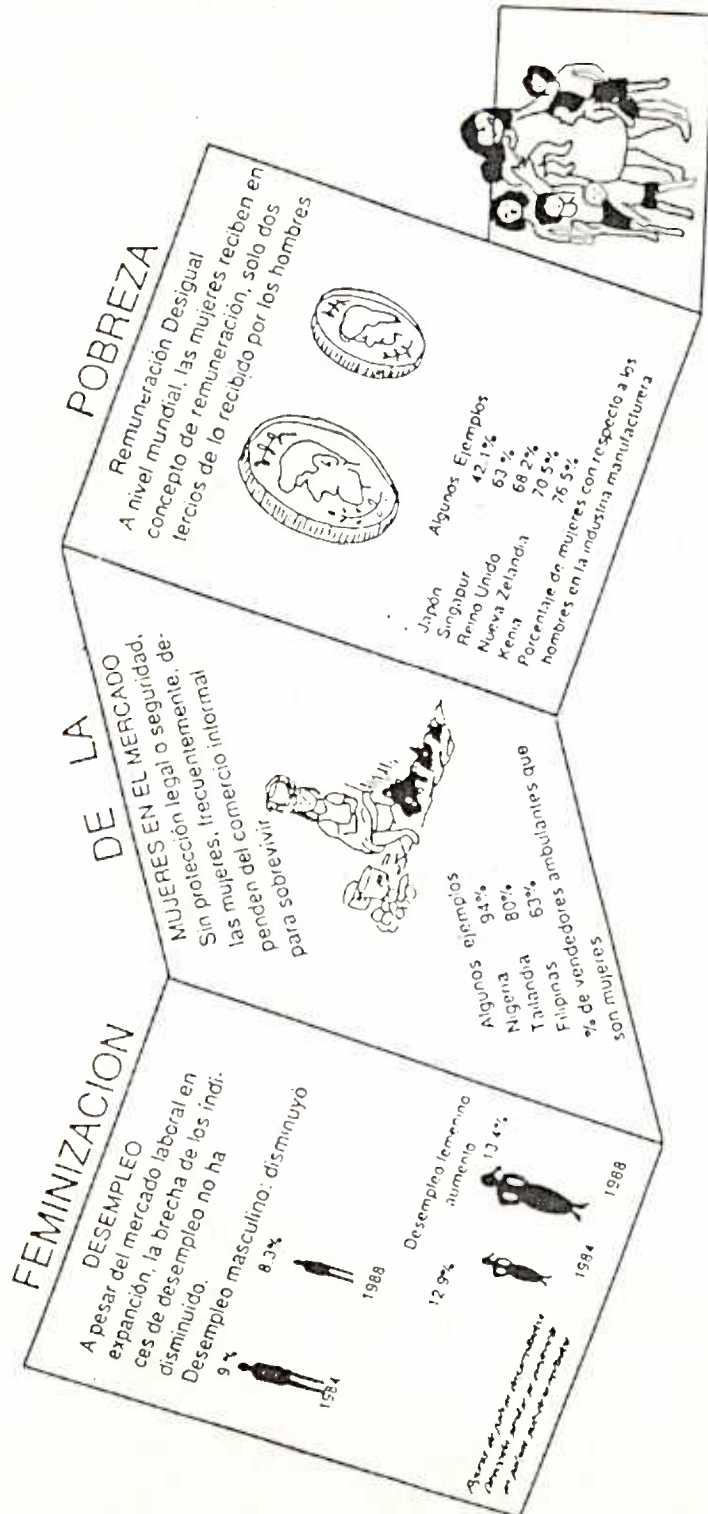 FEMINIZACION
DE LA
POBREZA
DESEMPLEO
A pesar del mercado laboral en
expanción, la brecha de los indi-
ces de desempleo no ha
disminuido.
Desempleo masculino: disminuyó
9 %
8.3%
1984
1988
Desempleo femenino
aumento
12.9%
13.4%
1984
1988
MUJERES EN EL MERCADO
Sin protección legal o seguridad,
las mujeres, frecuentemente, de-
penden del comercio informal
para sobrevivir
Algunos ejemplos
Nigeria 94%
Tailandia 80%
Filipinas 63%
% de vendedores ambulantes que
son mujeres
Remuneración Desigual
A nivel mundial, las mujeres reciben en
concepto de remuneración, solo dos
tercios de lo recibido por los hombres
Algunos Ejemplos
Japón 42.1%
Singapur 63 %
Reino Unido 68 2%
Nueva Zelandia 70 5%
Kenia 76 5%
Porcentaje de mujeres con respecto a los
hombres en la industria manufacturera